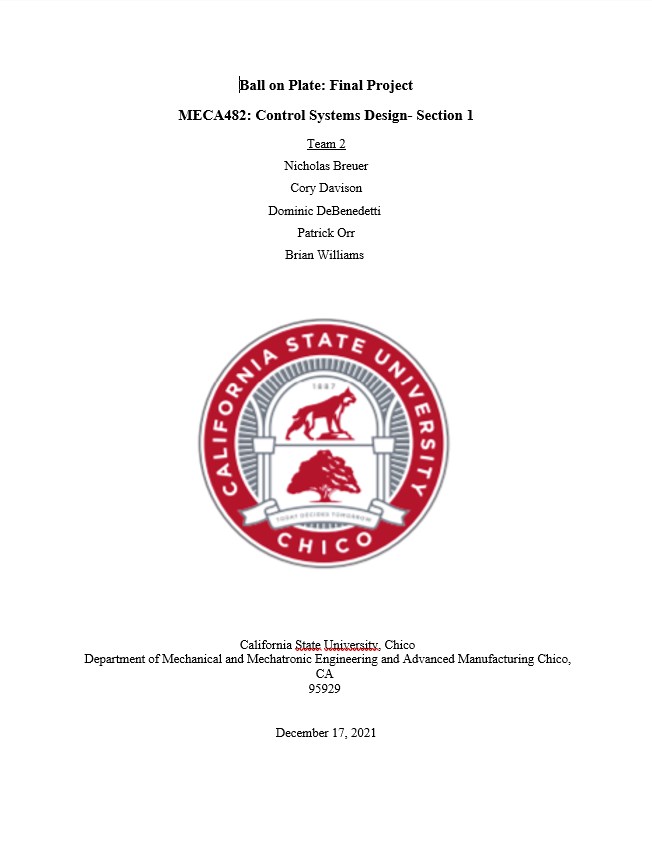 Ball on Plate: Final Project
MECA482: Control Systems Design- Section 1
Team 2
Nicholas Breuer
Cory Davison
Dominic DeBenedetti
Patrick Orr
Brian Williams
CALIFORNIA STATE UNIVERSITY
1887
TODAY DECIDES TOMORROW
CHICO
California State University, Chico
Department of Mechanical and Mechatronic Engineering and Advanced Manufacturing Chico,
CA
95929
December 17, 2021